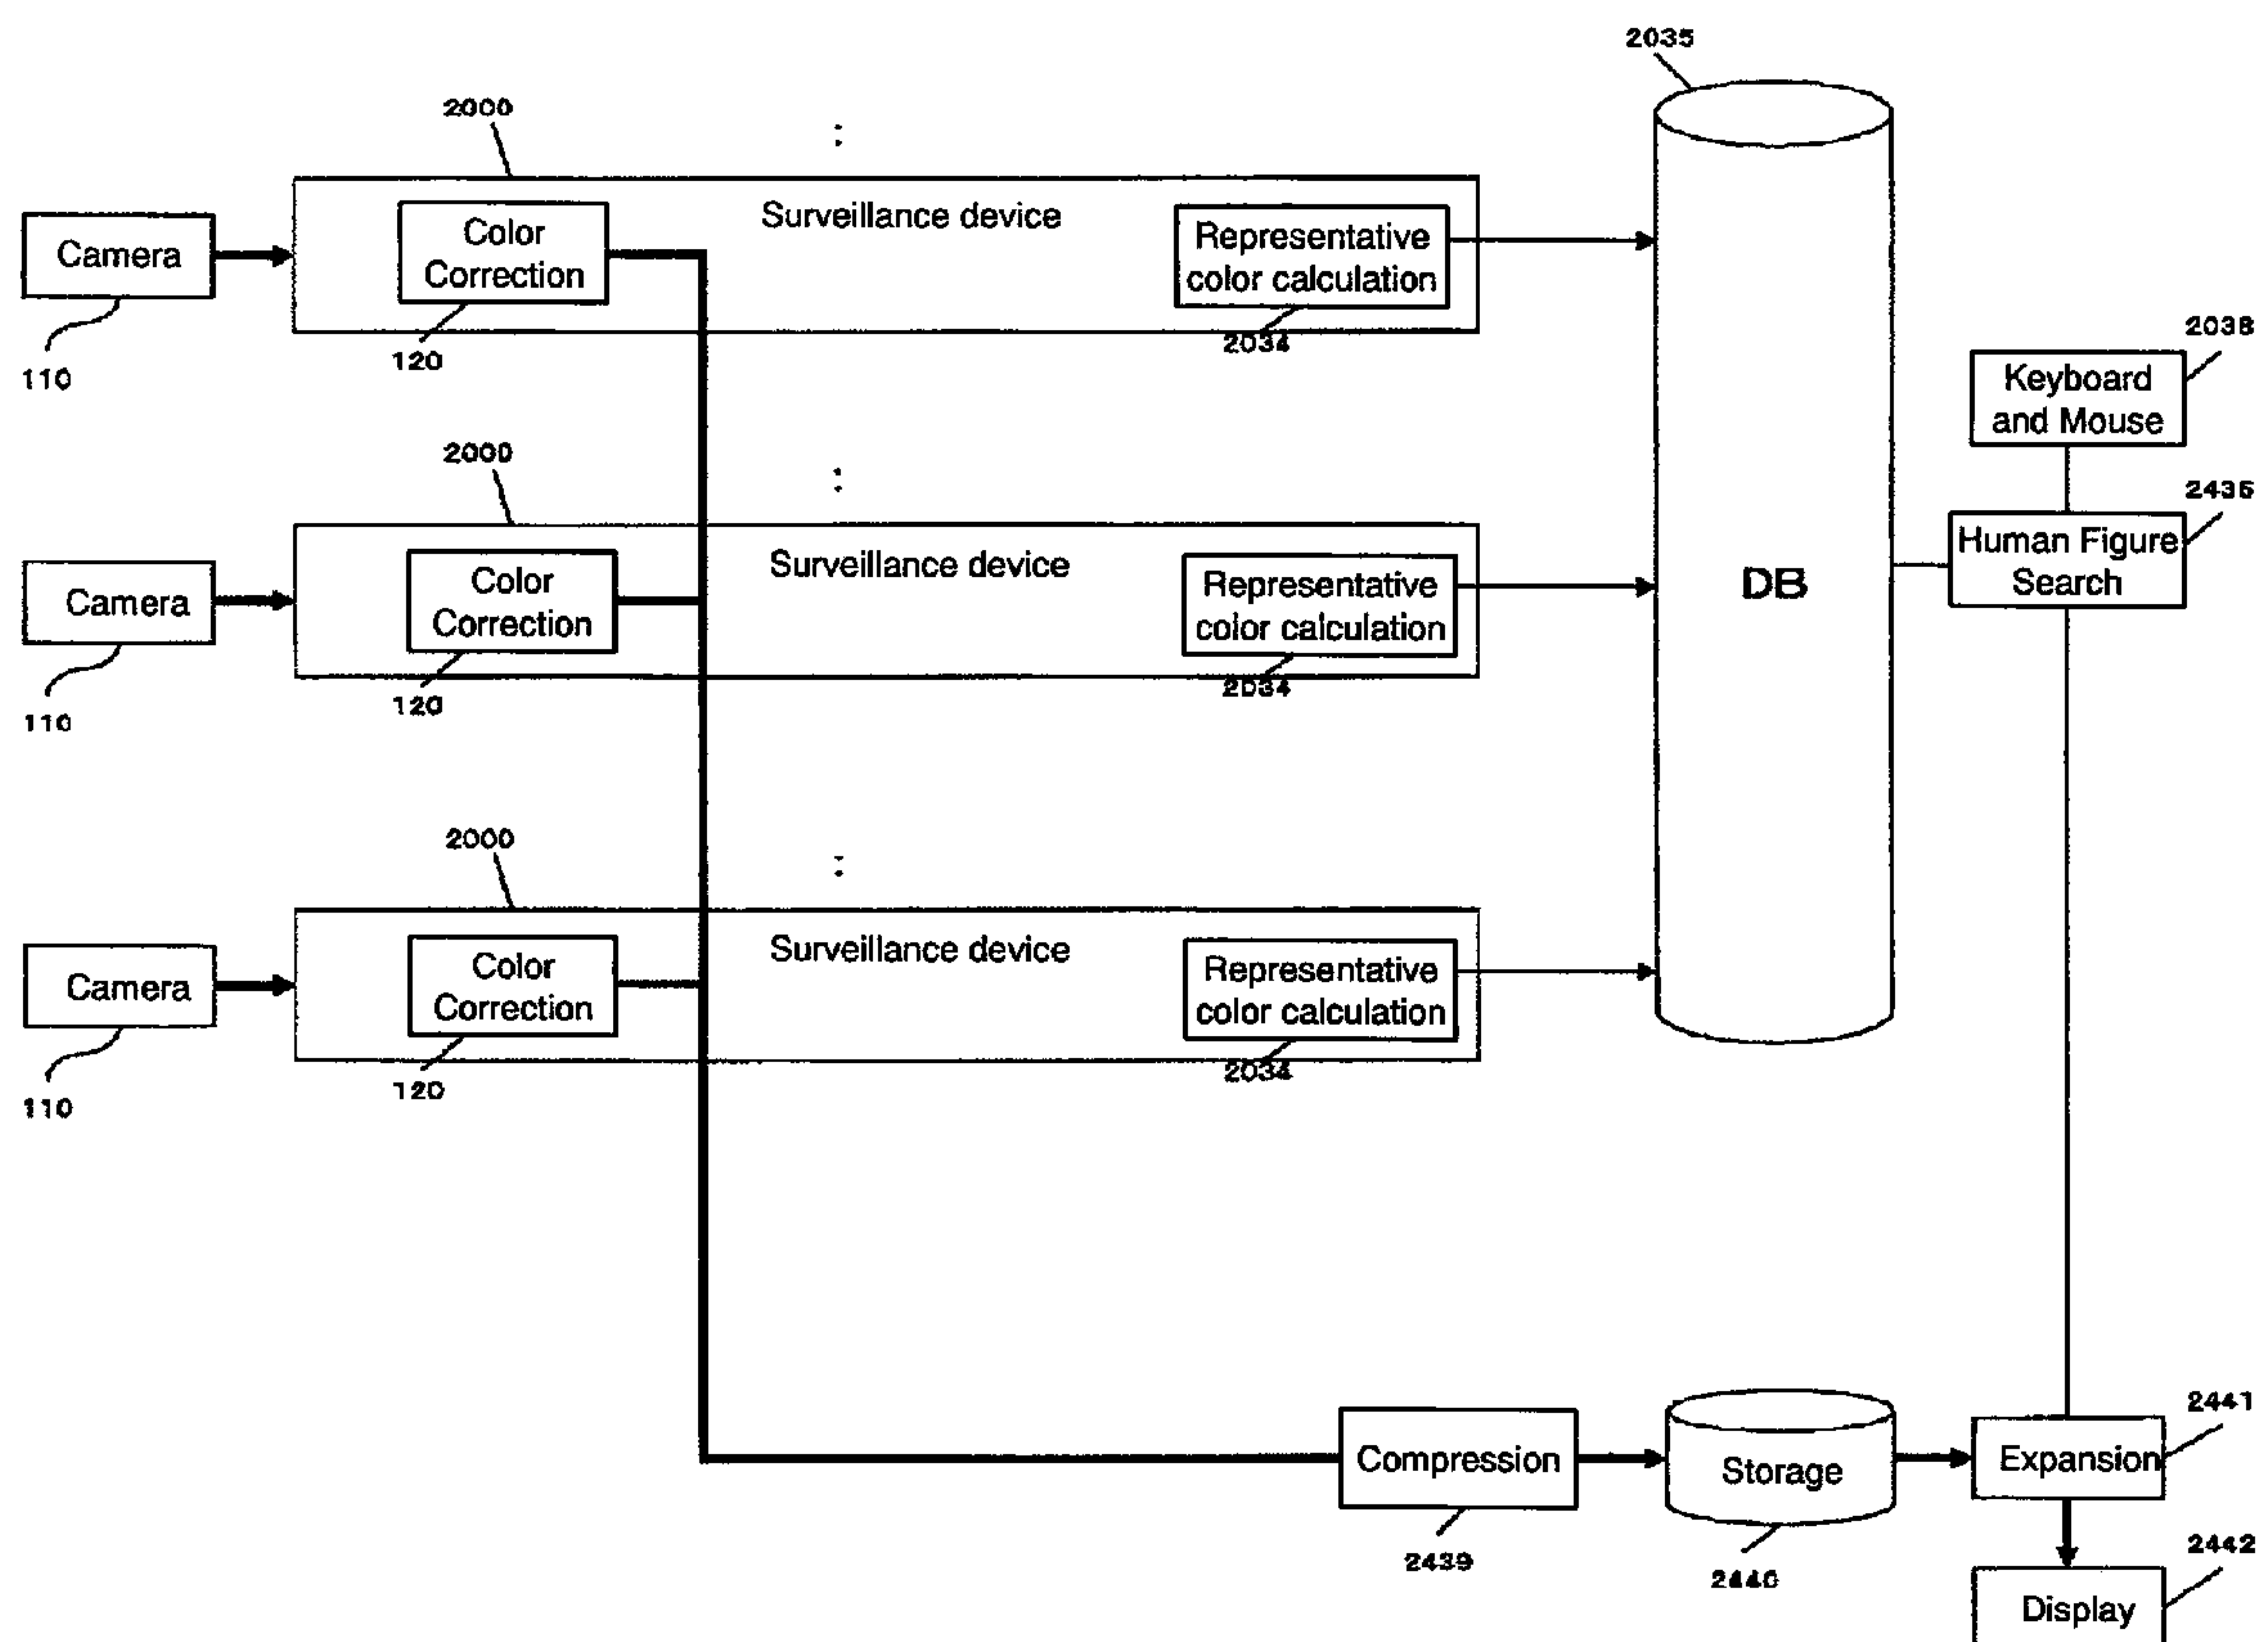 2035
2000
Surveillance device
Camera
Color
Correction
Representative
color calculation
110
120
2034
2038
Keyboard
and Mouse
2000
2436
Surveillance device
Camera
Color
Correction
Representative
color calculation
DB
Human Figure
Search
110
120
2034
2000
Surveillance device
Camera
Color
Correction
Representative
color calculation
110
120
2034
2441
Compression
Storage
Expansion
2439
2440
2442
Display